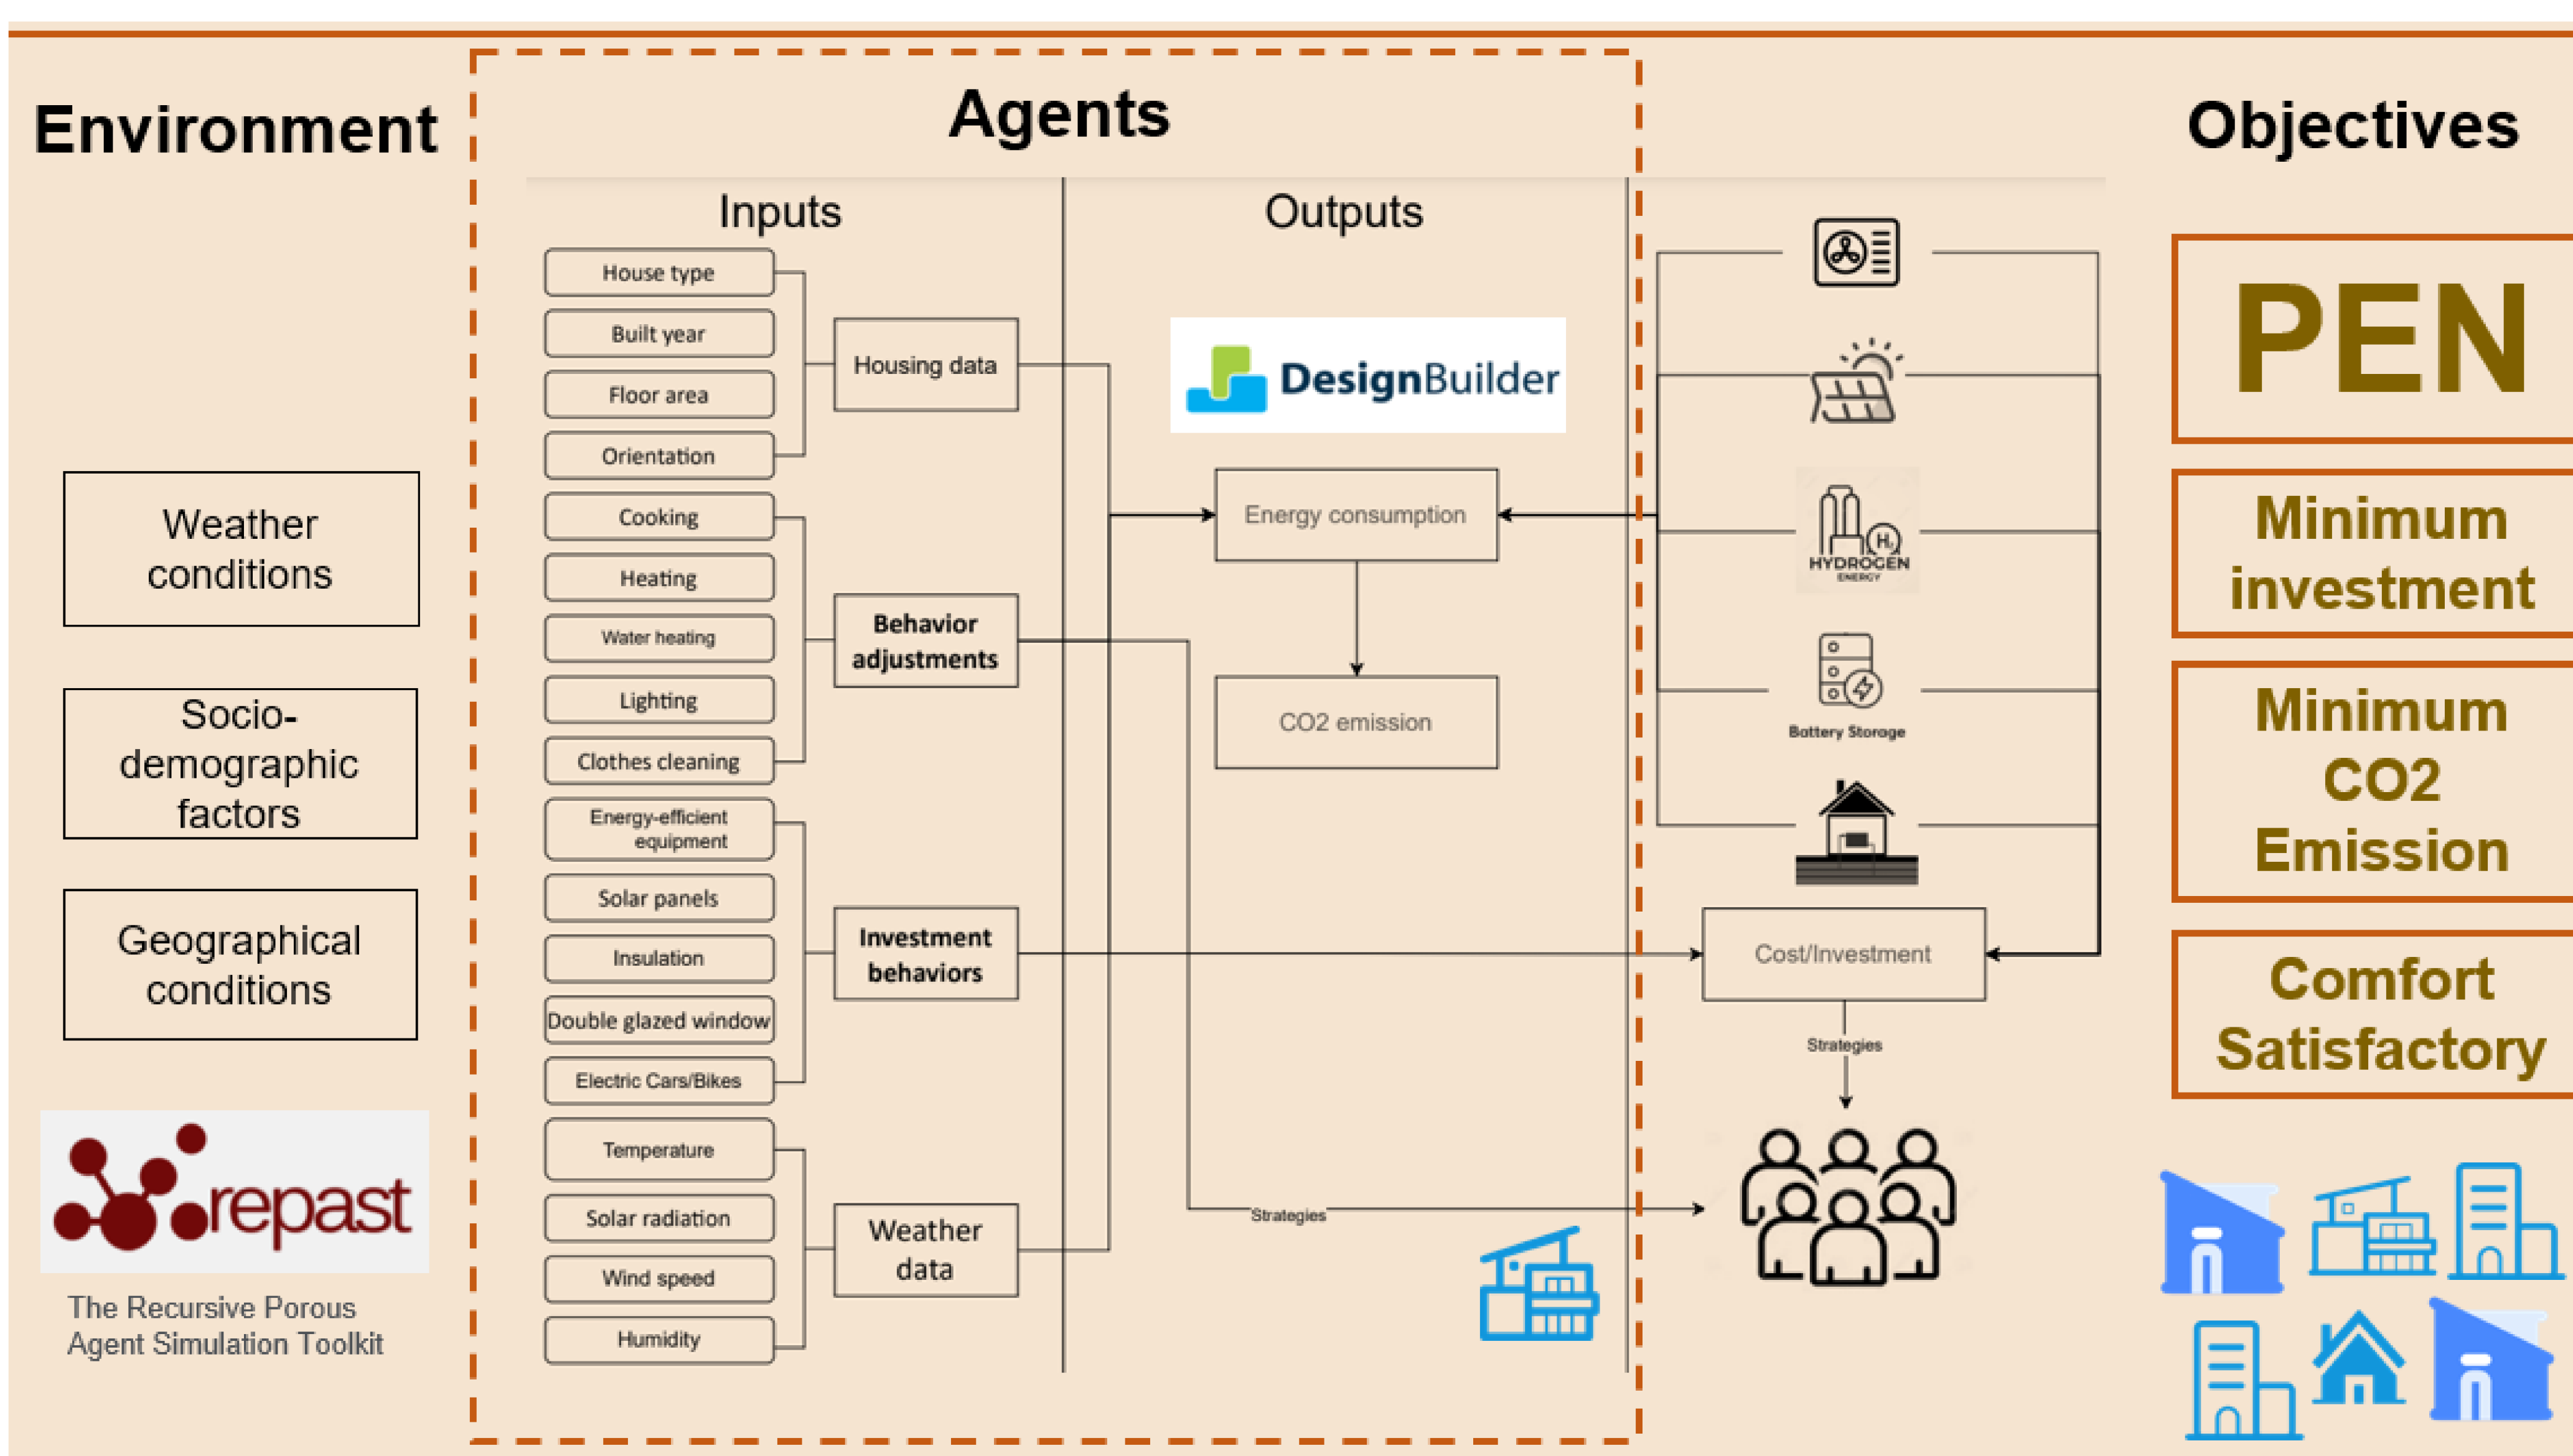 Environment
Weather
conditions
Socio-
demographic
factors
Geographical
conditions
repast
The Recursive Porous
Agent Simulation Toolkit
Agents
Inputs
House type
Built year
Floor area
Orientation
Cooking
Heating
Water heating
Lighting
Clothes cleaning
Energy-efficient
equipment
Solar panels
Insulation
Double glazed window
Electric Cars/Bikes
Temperature
Solar radiation
Wind speed
Humidity
Housing data
Behavior
adjustments
Investment
behaviors
Weather
data
Outputs
DesignBuilder
Energy consumption
CO2 emission
Strategies
H₂
HYDROGEN
ENERGY
Battery Storage
Cost/Investment
Strategies
Objectives
PEN
Minimum
investment
Minimum
CO2
Emission
Comfort
Satisfactory